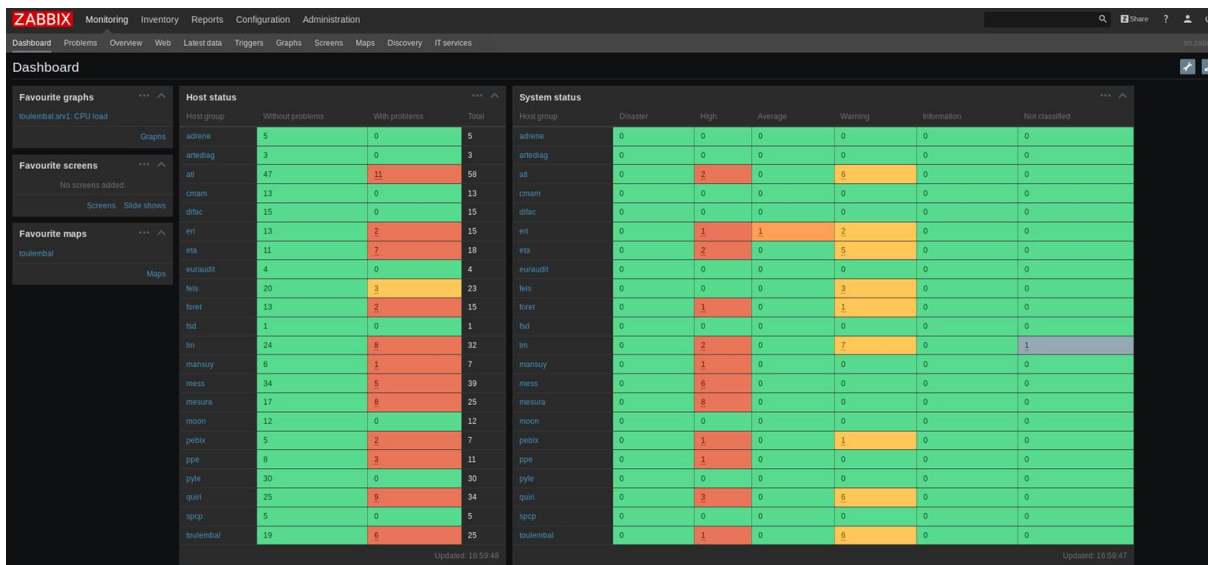 ZABBIX Monitoring Inventory Reports Configuration Administration Share ?
Dashboard Problems Overview Web Latest data Triggers Graphs Screens Maps Discovery IT services
Dashboard
Favourite graphs
toulembal.srv1: CPU load
Graphs
Favourite screens
No screens added.
Screens Slide shows
Favourite maps
toulembal
Maps
Host status
Host group Without problems With problems Total
adrene 5 0 5
artediag 3 0 3
ati 47 11 58
cmam 13 0 13
difac 15 0 15
eri 13 2 15
eta 11 7 18
euraudit 4 0 4
feis 20 3 23
foret 13 2 15
fsd 1 0 1
lm 24 8 32
mansuy 6 1 7
mess 34 5 39
mesura 17 8 25
moon 12 0 12
pebix 5 2 7
ppe 8 3 11
pyle 30 0 30
quiri 25 9 34
spcp 5 0 5
toulembal 19 6 25
Updated: 16:59:48
System status
Host group Disaster High Average Warning Information Not classified
adrene 0 0 0 0 0 0
artediag 0 0 0 0 0 0
ati 0 2 0 6 0 0
cmam 0 0 0 0 0 0
difac 0 0 0 0 0 0
eri 0 1 1 2 0 0
eta 0 2 0 5 0 0
euraudit 0 0 0 0 0 0
feis 0 0 0 3 0 0
foret 0 1 0 1 0 0
fsd 0 0 0 0 0 0
lm 0 2 0 7 0 1
mansuy 0 1 0 0 0 0
mess 0 6 0 0 0 0
mesura 0 8 0 0 0 0
moon 0 0 0 0 0 0
pebix 0 1 0 1 0 0
ppe 0 1 0 0 0 0
pyle 0 0 0 0 0 0
quiri 0 3 0 6 0 0
spcp 0 0 0 0 0 0
toulembal 0 1 0 6 0 0
Updated: 16:59:47